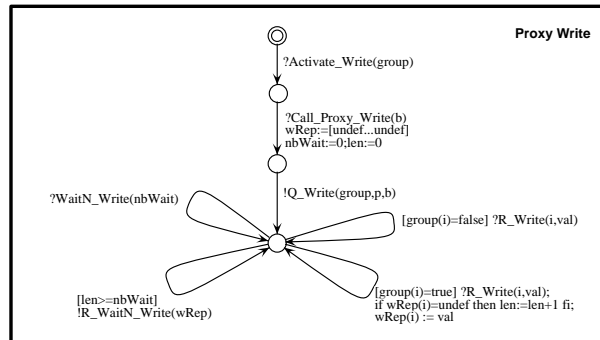 Proxy Write
?Activate_Write(group)
?Call_Proxy_Write(b)
wRep:=[undef...undef]
nbWait:=0;len:=0
!Q_Write(group,p,b)
?WaitN_Write(nbWait)
[group(i)=false] ?R_Write(i,val)
[len>=nbWait]
!R_WaitN_Write(wRep)
[group(i)=true] ?R_Write(i,val);
if wRep(i)=undef then len:=len+1 fi;
wRep(i) := val